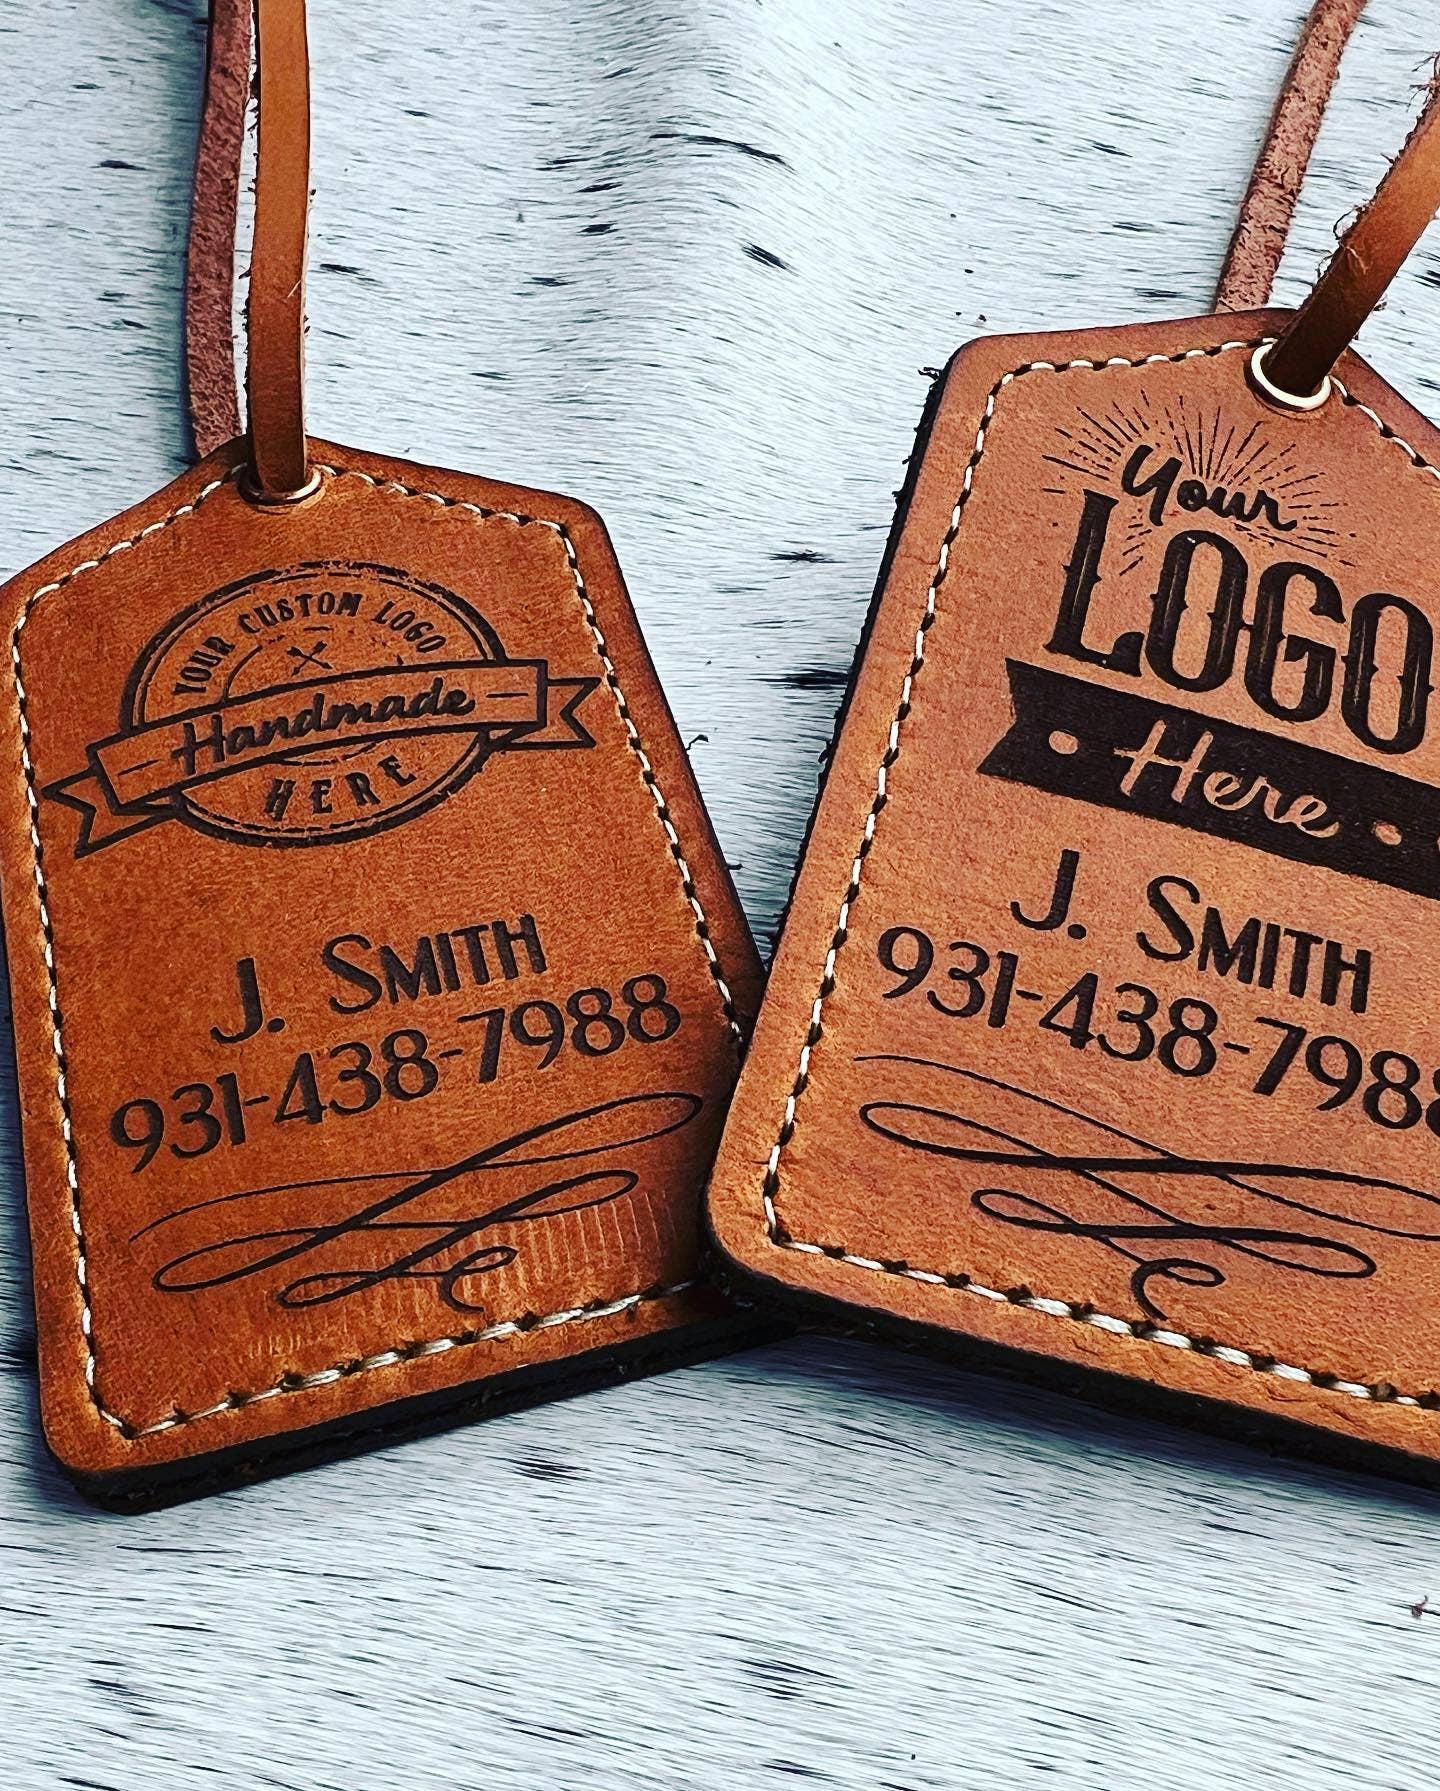 YOUR CUSTOM LOGO
Handmade
HERE
J. SMITH
931-438-7988
Your
LOGO
Here
J. SMITH
931-438-7988